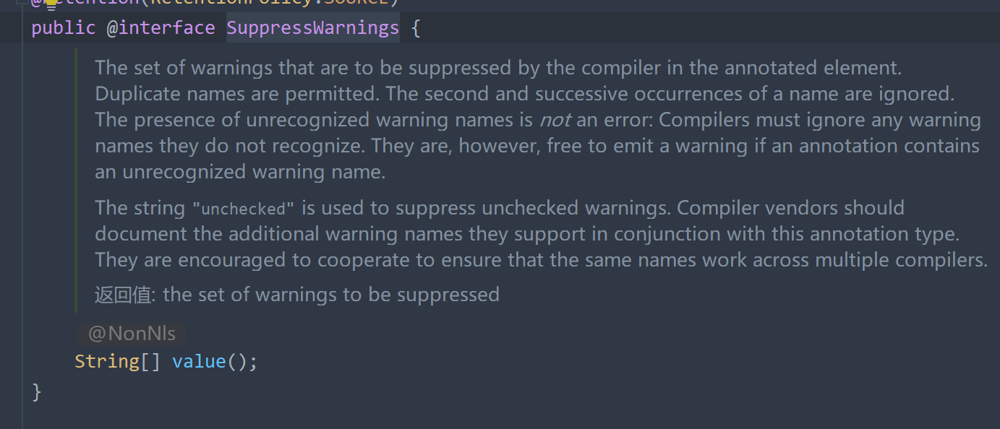 @Retention(RetentionPolicy.SOURCE)
public @interface SuppressWarnings {
The set of warnings that are to be suppressed by the compiler in the annotated element.
Duplicate names are permitted. The second and successive occurrences of a name are ignored.
The presence of unrecognized warning names is not an error: Compilers must ignore any warning
names they do not recognize. They are, however, free to emit a warning if an annotation contains
an unrecognized warning name.
The string "unchecked" is used to suppress unchecked warnings. Compiler vendors should
document the additional warning names they support in conjunction with this annotation type.
They are encouraged to cooperate to ensure that the same names work across multiple compilers.
返回值: the set of warnings to be suppressed
@NonNls
String[] value();
}